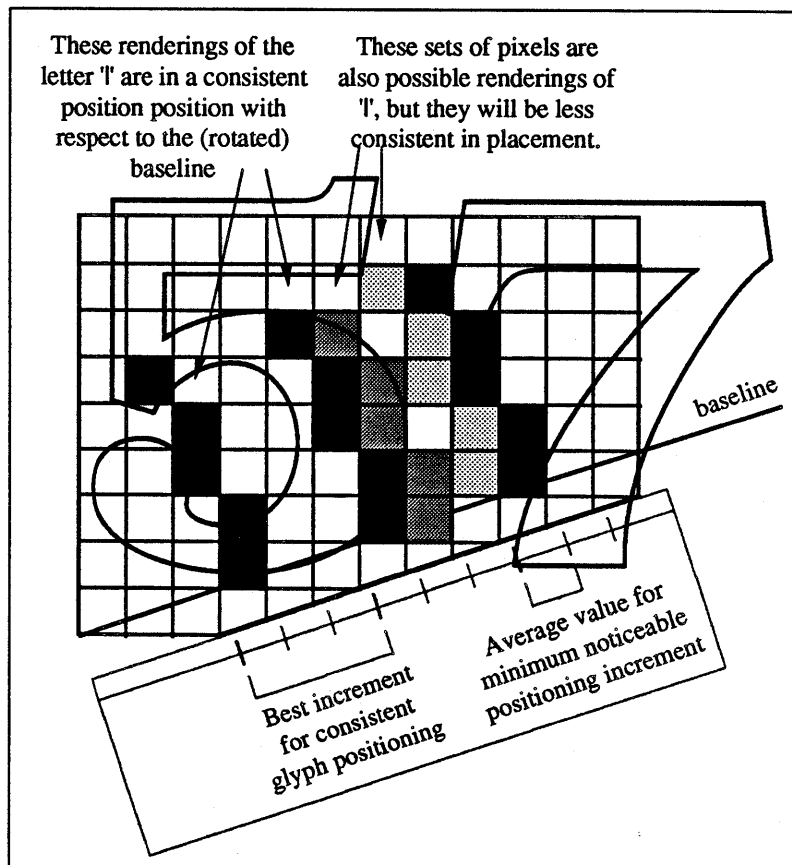 These renderings of the
letter 'l' are in a consistent
position position with
respect to the (rotated)
baseline
These sets of pixels are
also possible renderings of
'l', but they will be less
consistent in placement.
baseline
Best increment
for consistent
glyph positioning
Average value for
minimum noticeable
positioning increment